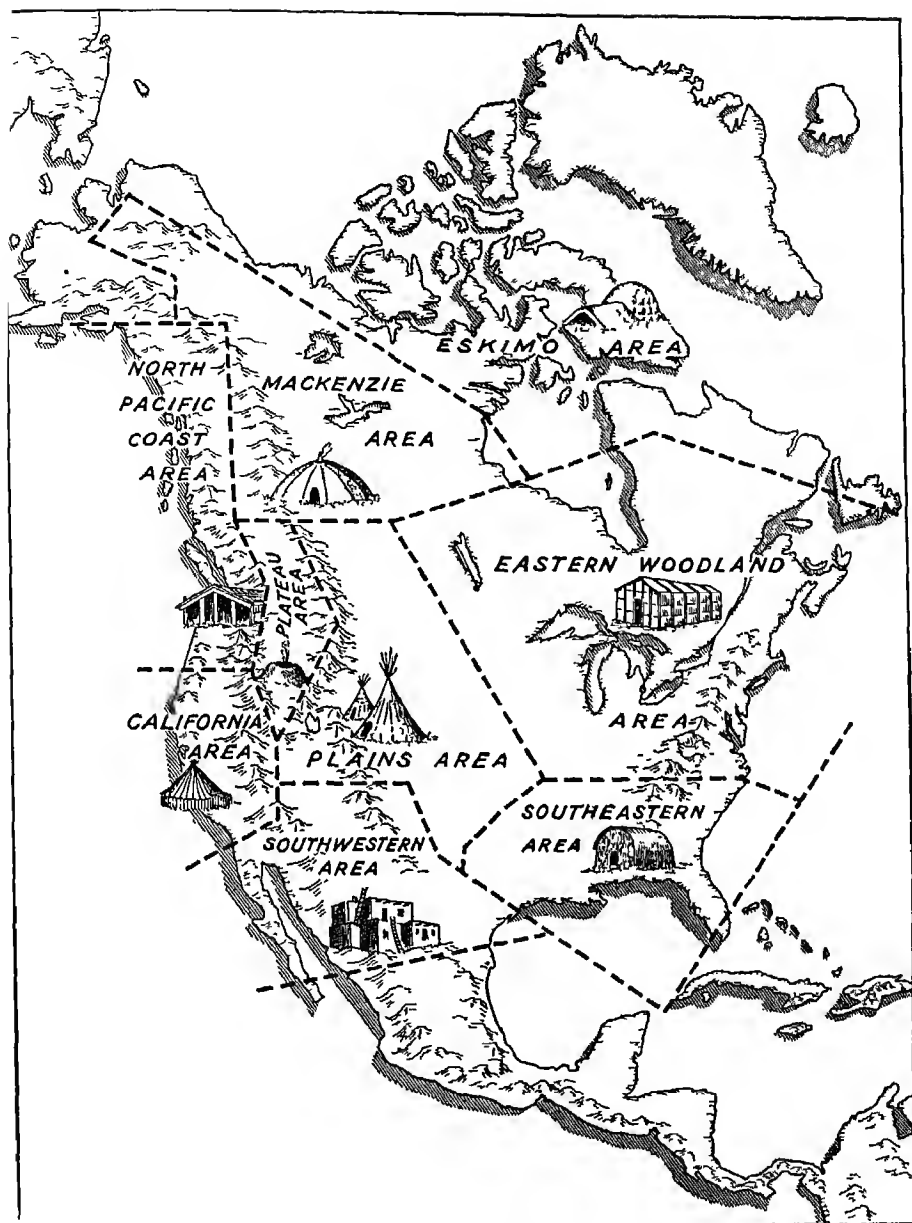 ESKIMO AREA
NORTH
PACIFIC
COAST
AREA
MACKENZIE
AREA
PLATEAU
AREA
EASTERN WOODLAND
AREA
CALIFORNIA
AREA
PLAINS AREA
SOUTHWESTERN
AREA
SOUTHEASTERN
AREA